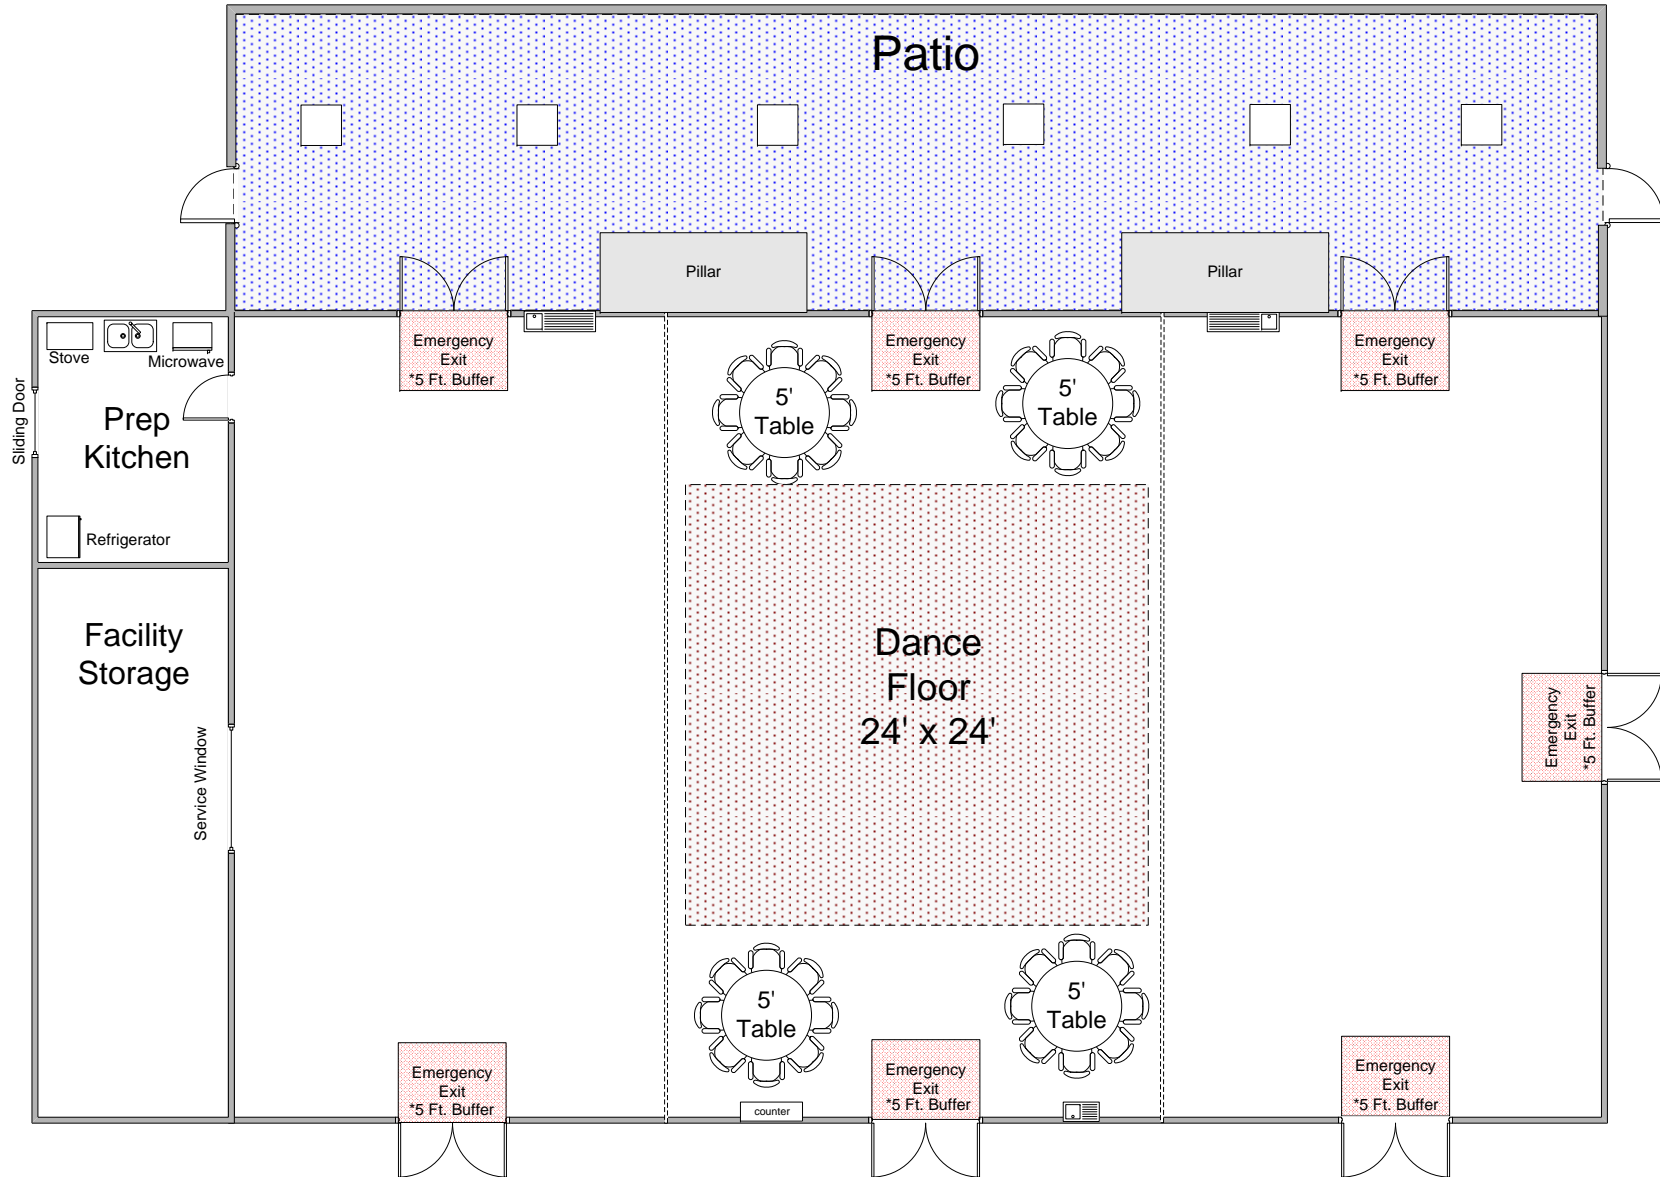 Patio
Pillar
Pillar
Emergency
Exit
*5 Ft. Buffer
Emergency
Exit
*5 Ft. Buffer
Emergency
Exit
*5 Ft. Buffer
Stove
Microwave
Sliding Door
Prep
Kitchen
Refrigerator
5'
Table
5'
Table
Facility
Storage
Service Window
Dance
Floor
24' x 24'
Emergency
Exit
*5 Ft. Buffer
5'
Table
5'
Table
Emergency
Exit
*5 Ft. Buffer
counter
Emergency
Exit
*5 Ft. Buffer
Emergency
Exit
*5 Ft. Buffer